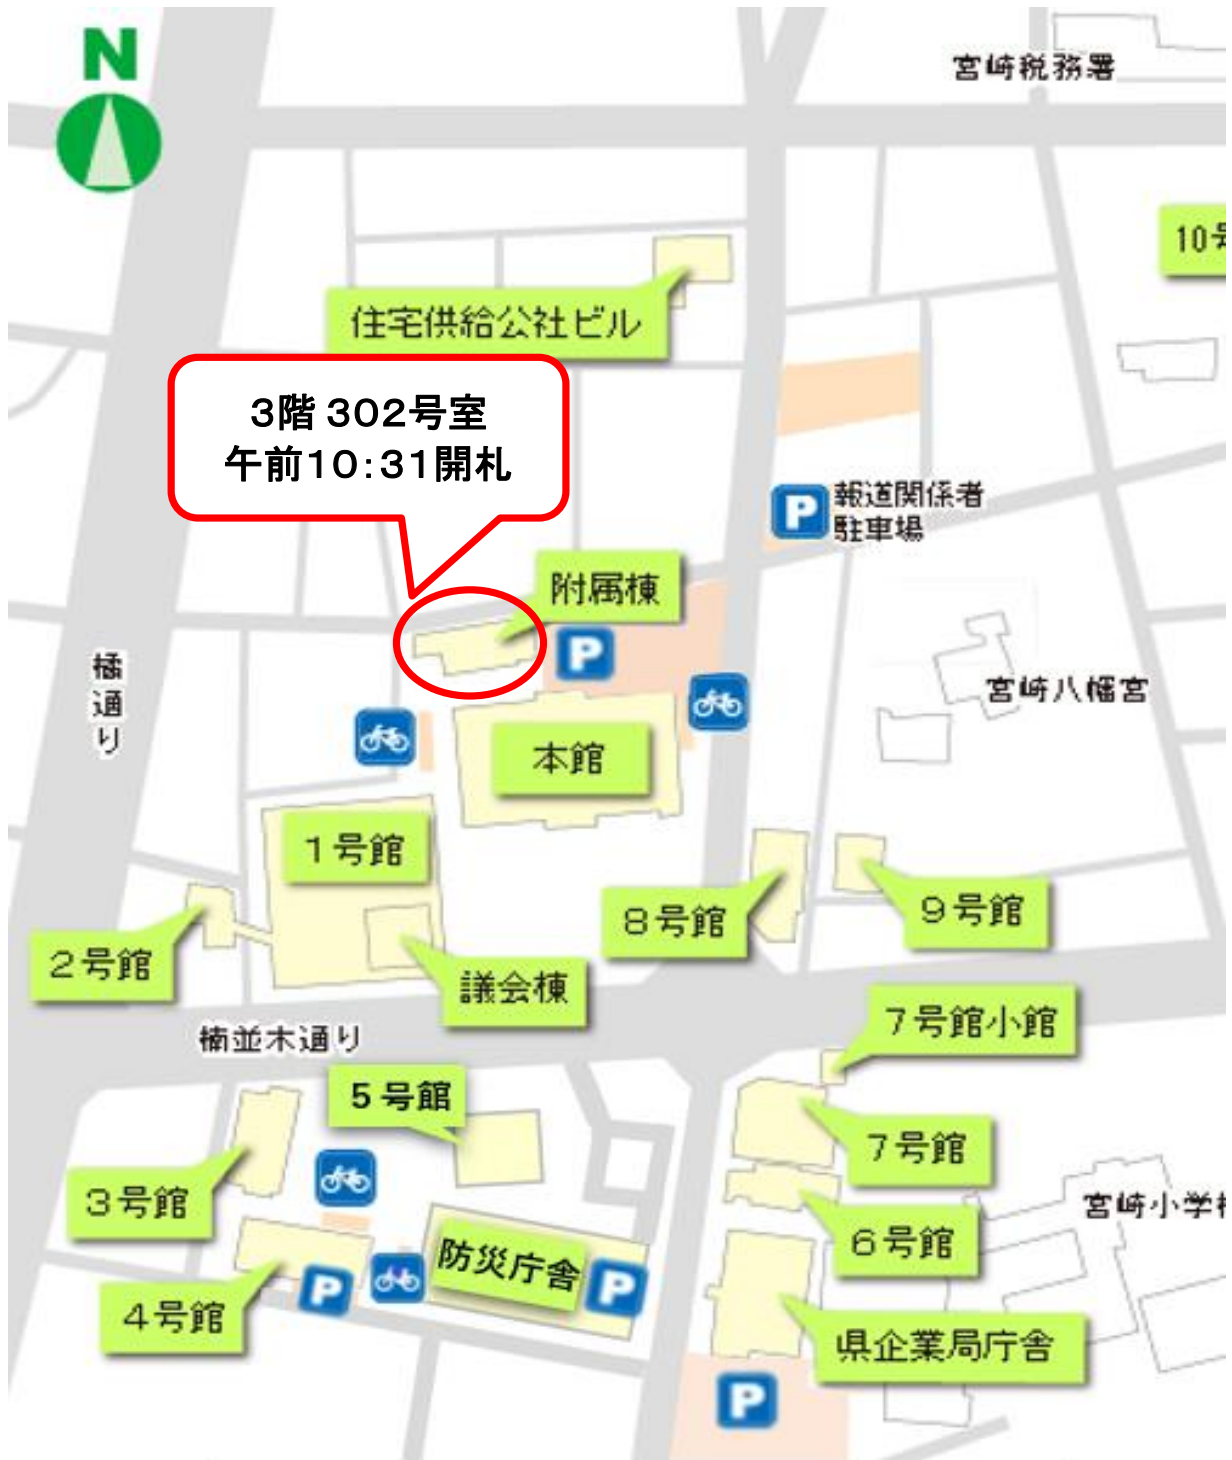 N
宮崎税務署
10号
住宅供給公社ビル
3階 302号室
午前10：31開札
P
報道関係者
駐車場
附属棟
P
橘通り
宮崎八幡宮
本館
1号館
8号館
9号館
2号館
議会棟
7号館小館
楠並木通り
5号館
7号館
3号館
宮崎小学校
6号館
防災庁舎
P
P
4号館
県企業局庁舎
P